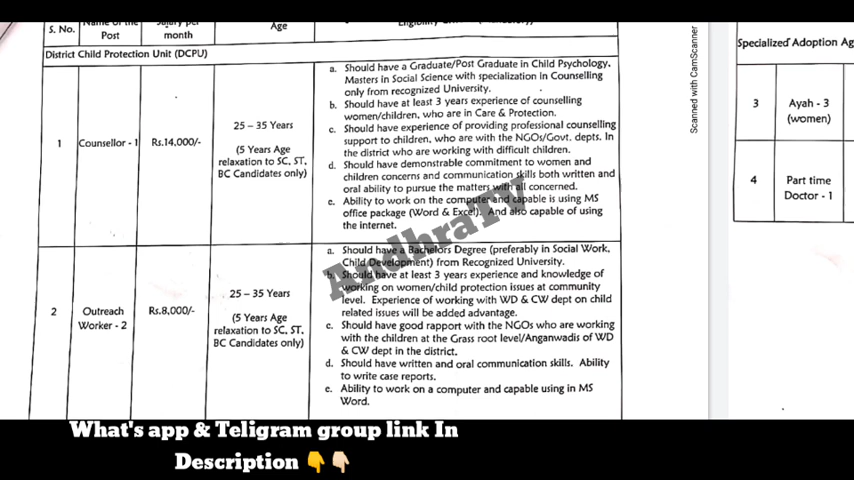 S. No.
Name of the
Post
Salary per
month
Age
Eligibility
District Child Protection Unit (DCPU)
1
Counsellor - 1
Rs.14,000/-
25 – 35 Years
(5 Years Age
relaxation to SC, ST,
BC Candidates only)
a. Should have a Graduate/Post Graduate in Child Psychology,
Masters in Social Science with specialization in Counselling
only from recognized University.
b. Should have at least 3 years experience of counselling
women/children, who are in Care & Protection.
c. Should have experience of providing professional counselling
support to children, who are with the NGOs/Govt. depts. In
the district who are working with difficult children.
d. Should have demonstrable commitment to women and
children concerns and communication skills both written and
oral ability to pursue the matters with all concerned.
e. Ability to work on the computer and capable is using MS
office package (Word & Excel). And also capable of using
the internet.
2
Outreach
Worker - 2
Rs.8,000/-
25 – 35 Years
(5 Years Age
relaxation to SC, ST,
BC Candidates only)
a. Should have a Bachelors Degree (preferably in Social Work,
Child Development) from Recognized University.
b. Should have at least 3 years experience and knowledge of
working on women/child protection issues at community
level. Experience of working with WD & CW dept on child
related issues will be added advantage.
c. Should have good rapport with the NGOs who are working
with the children at the Grass root level/Anganwadis of WD
& CW dept in the district.
d. Should have written and oral communication skills. Ability
to write case reports.
e. Ability to work on a computer and capable using in MS
Word.
AndhraTv
Scanned with CamScanner
Specialized Adoption Ag
3
Ayah - 3
(women)
4
Part time
Doctor - 1
What's app & Teligram group link In
Description 👇👇🏻